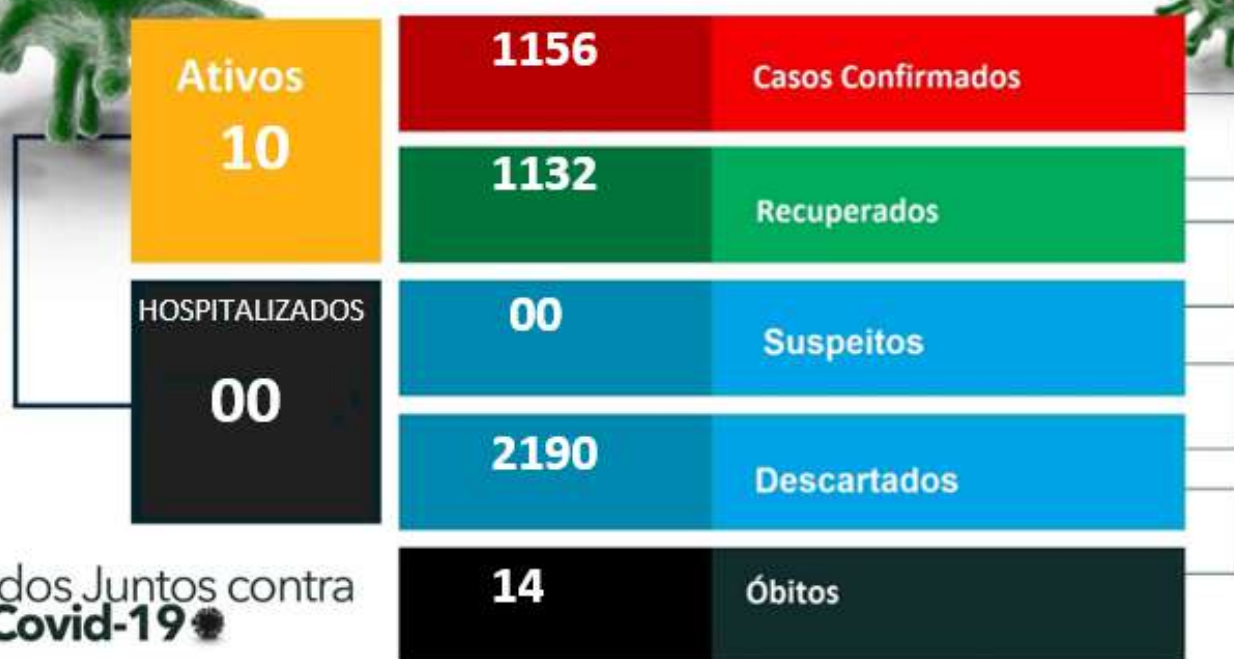 Ativos
10
HOSPITALIZADOS
00
1156
Casos Confirmados
1132
Recuperados
00
Suspeitos
2190
Descartados
14
Óbitos
dos Juntos contra
Covid-19